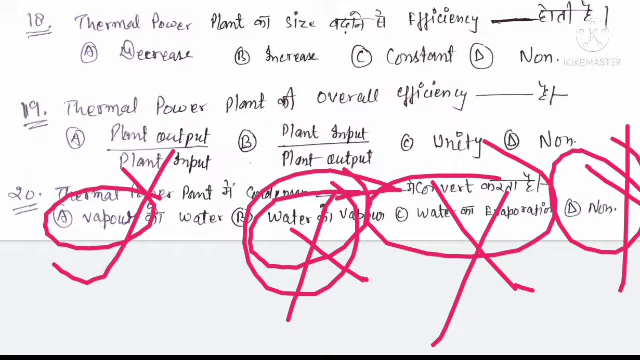 18. Thermal Power Plant का size बढ़ाने से Efficiency —— होती है।
Ⓐ Decrease Ⓑ Increase Ⓒ Constant Ⓓ Non.
19. Thermal Power Plant की overall efficiency —— है।
Ⓐ Plant output / Plant Input Ⓑ Plant Input / Plant output Ⓒ Unity Ⓓ Non.
20. Thermal Power Plant में Condenser —— में Convert करता है।
Ⓐ vapour को water Ⓑ water को vapour Ⓒ water का Evaporation Ⓓ Non.
KINEMASTER